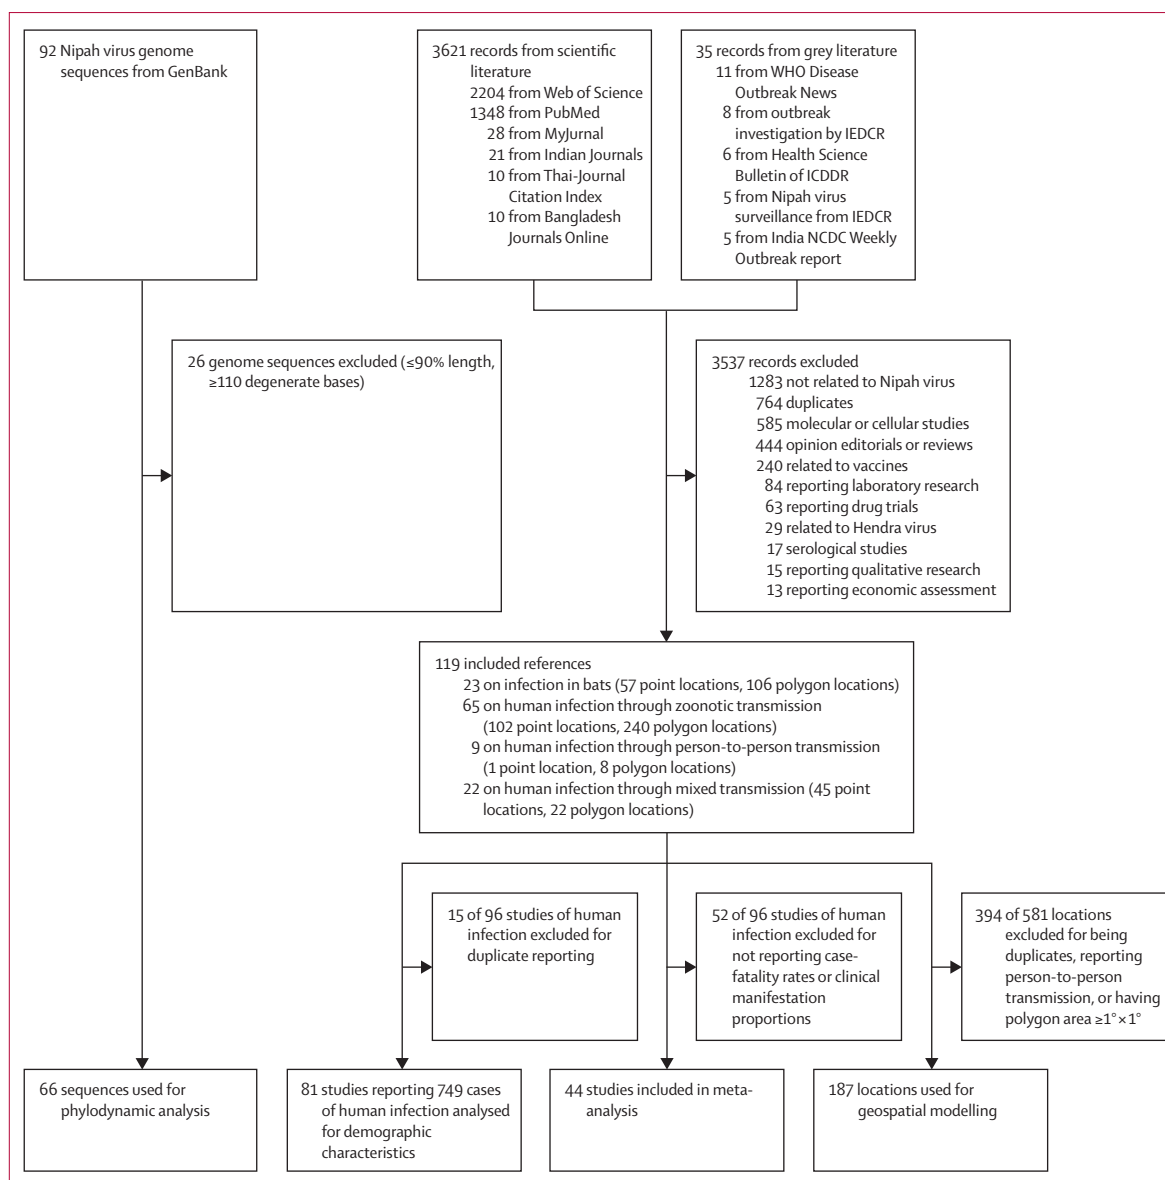 92 Nipah virus genome
sequences from GenBank
3621 records from scientific
literature
2204 from Web of Science
1348 from PubMed
28 from MyJurnal
21 from Indian Journals
10 from Thai-Journal
Citation Index
10 from Bangladesh
Journals Online
35 records from grey literature
11 from WHO Disease
Outbreak News
8 from outbreak
investigation by IEDCR
6 from Health Science
Bulletin of ICDDR
5 from Nipah virus
surveillance from IEDCR
5 from India NCDC Weekly
Outbreak report
26 genome sequences excluded (≤90% length,
≥110 degenerate bases)
3537 records excluded
1283 not related to Nipah virus
764 duplicates
585 molecular or cellular studies
444 opinion editorials or reviews
240 related to vaccines
84 reporting laboratory research
63 reporting drug trials
29 related to Hendra virus
17 serological studies
15 reporting qualitative research
13 reporting economic assessment
119 included references
23 on infection in bats (57 point locations, 106 polygon locations)
65 on human infection through zoonotic transmission
(102 point locations, 240 polygon locations)
9 on human infection through person-to-person transmission
(1 point location, 8 polygon locations)
22 on human infection through mixed transmission (45 point
locations, 22 polygon locations)
15 of 96 studies of human
infection excluded for
duplicate reporting
52 of 96 studies of human
infection excluded for
not reporting case-
fatality rates or clinical
manifestation
proportions
394 of 581 locations
excluded for being
duplicates, reporting
person-to-person
transmission, or having
polygon area ≥1° × 1°
66 sequences used for
phylodynamic analysis
81 studies reporting 749 cases
of human infection analysed
for demographic
characteristics
44 studies included in meta-
analysis
187 locations used for
geospatial modelling